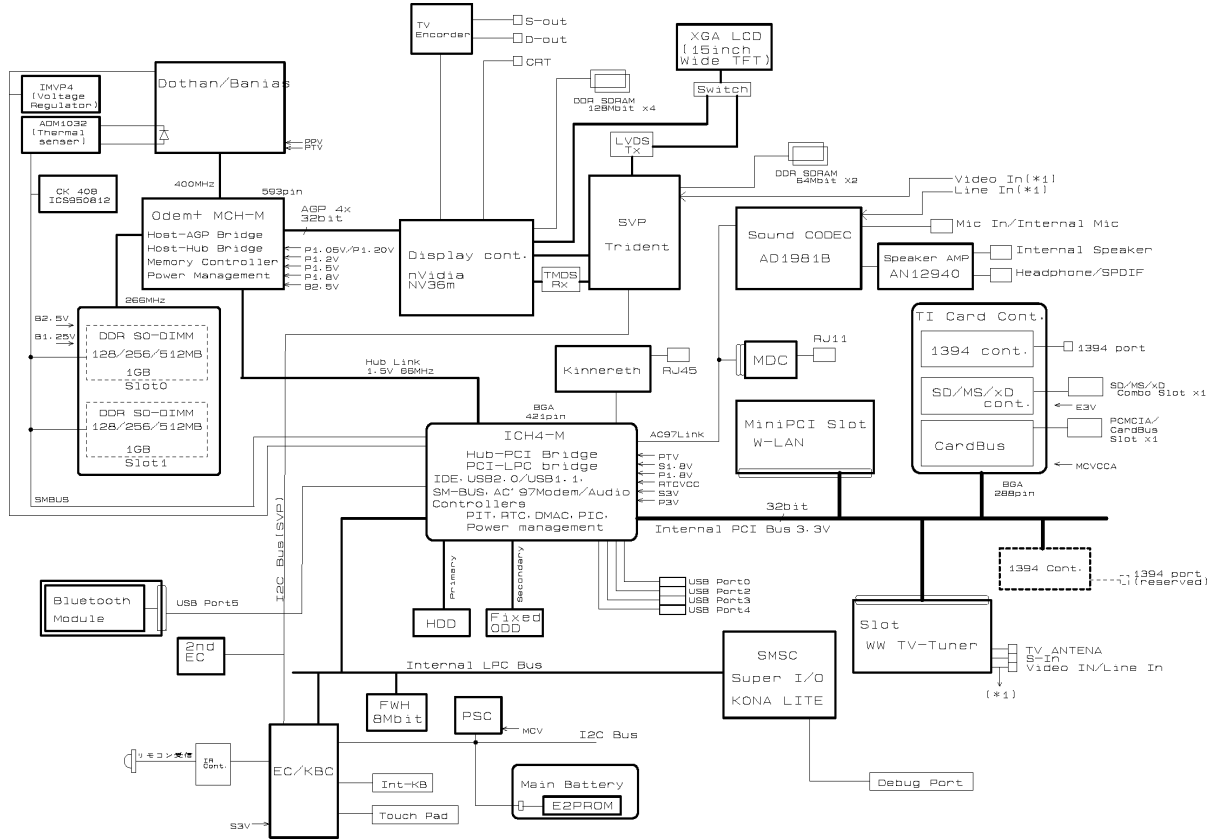 TV
Encorder
S-out
D-out
CRT
XGA LCD
(15inch
Wide TFT)
Switch
IMVP4
(Voltage
Regulator)
ADM1032
(Thermal
senser)
CK 408
ICS950812
Dothan/Banias
PPV
PTV
400MHz
593pin
DDR SDRAM
128Mbit x4
LVDS
Tx
DDR SDRAM
64Mbit x2
Odem+ MCH-M
Host-AGP Bridge
Host-Hub Bridge
Memory Controller
Power Management
AGP 4x
32bit
P1.05V/P1.20V
P1.2V
P1.5V
P1.8V
B2.5V
266MHz
Display cont.
nVidia
NV36m
TMDS
Rx
SVP
Trident
Video In(*1)
Line In(*1)
Mic In/Internal Mic
Sound CODEC
AD1981B
Speaker AMP
AN12940
Internal Speaker
Headphone/SPDIF
B2.5V
B1.25V
DDR SO-DIMM
128/256/512MB
1GB
Slot0
DDR SO-DIMM
128/256/512MB
1GB
Slot1
SMBUS
Hub Link
1.5V 66MHz
Kinnereth
RJ45
MDC
RJ11
AC97Link
TI Card Cont.
1394 cont.
1394 port
SD/MS/xD
cont.
SD/MS/xD
Combo Slot x1
E3V
CardBus
PCMCIA/
CardBus
Slot x1
MCVCCA
BGA
288pin
BGA
421pin
ICH4-M
Hub-PCI Bridge
PCI-LPC bridge
IDE, USB2.0/USB1.1,
SM-BUS, AC'97Modem/Audio
Controllers
PIT, RTC, DMAC, PIC,
Power management
PTV
S1.8V
P1.8V
RTCVCC
S3V
P3V
MiniPCI Slot
W-LAN
32bit
Internal PCI Bus 3.3V
1394 Cont.
1394 port
(reserved)
I2C Bus(SVP)
Primary
Secondary
HDD
Fixed
ODD
USB Port0
USB Port2
USB Port3
USB Port4
Bluetooth
Module
USB Port5
2nd
EC
Slot
WW TV-Tuner
TV ANTENA
S-In
Video IN/Line In
(*1)
Internal LPC Bus
FWH
8Mbit
PSC
MCV
I2C Bus
SMSC
Super I/O
KONA LITE
リモコン受信
IR
Cont.
EC/KBC
S3V
Int-KB
Touch Pad
Main Battery
E2PROM
Debug Port